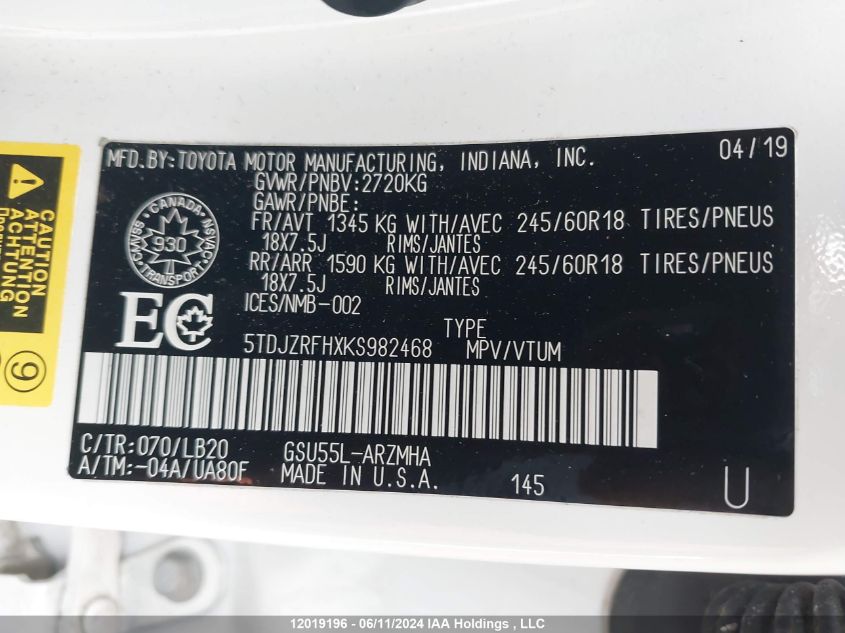 MFD.BY:TOYOTA MOTOR MANUFACTURING, INDIANA, INC. 04/19
GVWR/PNBV:2720KG
GAWR/PNBE:
FR/AVT 1345 KG WITH/AVEC 245/60R18 TIRES/PNEUS
18X7.5J RIMS/JANTES
RR/ARR 1590 KG WITH/AVEC 245/60R18 TIRES/PNEUS
18X7.5J RIMS/JANTES
ICES/NMB-002
CANADA
CMVSS NSVAC
930
TRANSPORT
EC
TYPE
5TDJZRFHXKS982468 MPV/VTUM
C/TR:070/LB20 GSU55L-ARZMHA
A/TM:-04A/UA80F MADE IN U.S.A. 145 U
CAUTION
ATTENTION
ACHTUNG
9
12019196 - 06/11/2024 IAA Holdings , LLC